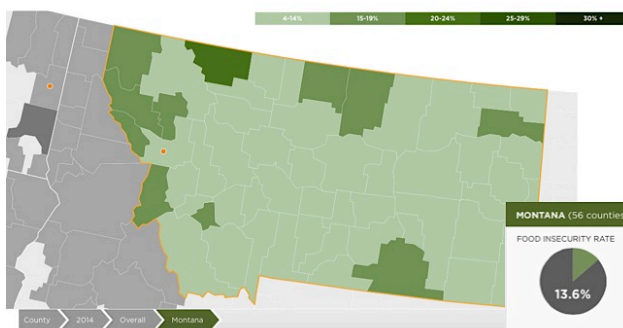 4-14% 15-19% 20-24% 25-29% 30% +
MONTANA (56 counties
FOOD INSECURITY RATE
13.6%
County 2014 Overall Montana